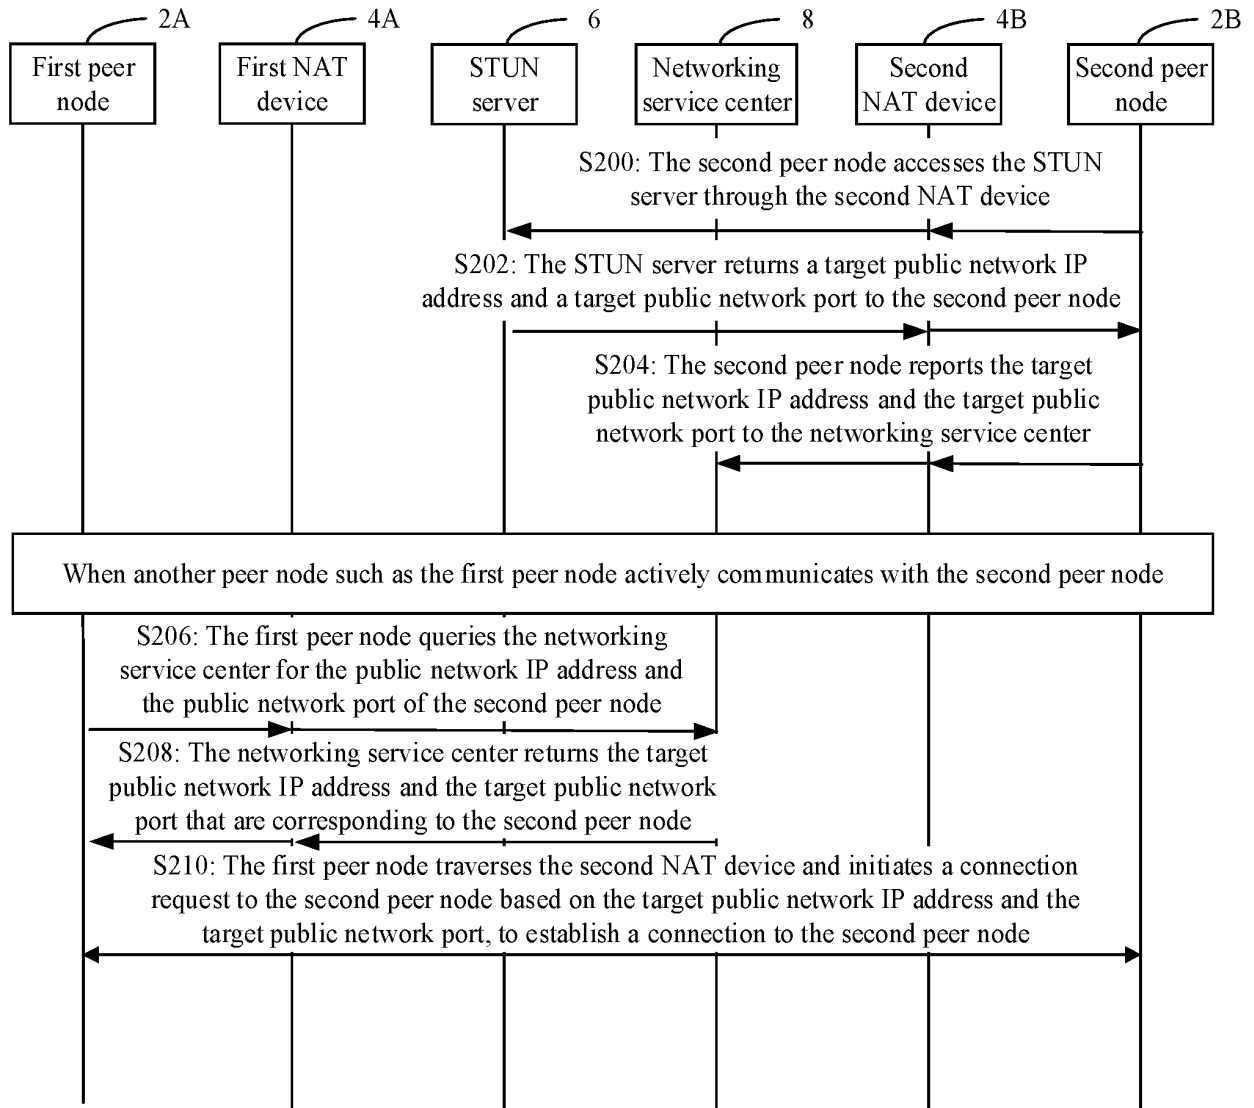 2A
4A
6
8
4B
2B
First peer
node
First NAT
device
STUN
server
Networking
service center
Second
NAT device
Second peer
node
S200: The second peer node accesses the STUN
server through the second NAT device
S202: The STUN server returns a target public network IP
address and a target public network port to the second peer node
S204: The second peer node reports the target
public network IP address and the target public
network port to the networking service center
When another peer node such as the first peer node actively communicates with the second peer node
S206: The first peer node queries the networking
service center for the public network IP address and
the public network port of the second peer node
S208: The networking service center returns the target
public network IP address and the target public network
port that are corresponding to the second peer node
S210: The first peer node traverses the second NAT device and initiates a connection
request to the second peer node based on the target public network IP address and the
target public network port, to establish a connection to the second peer node